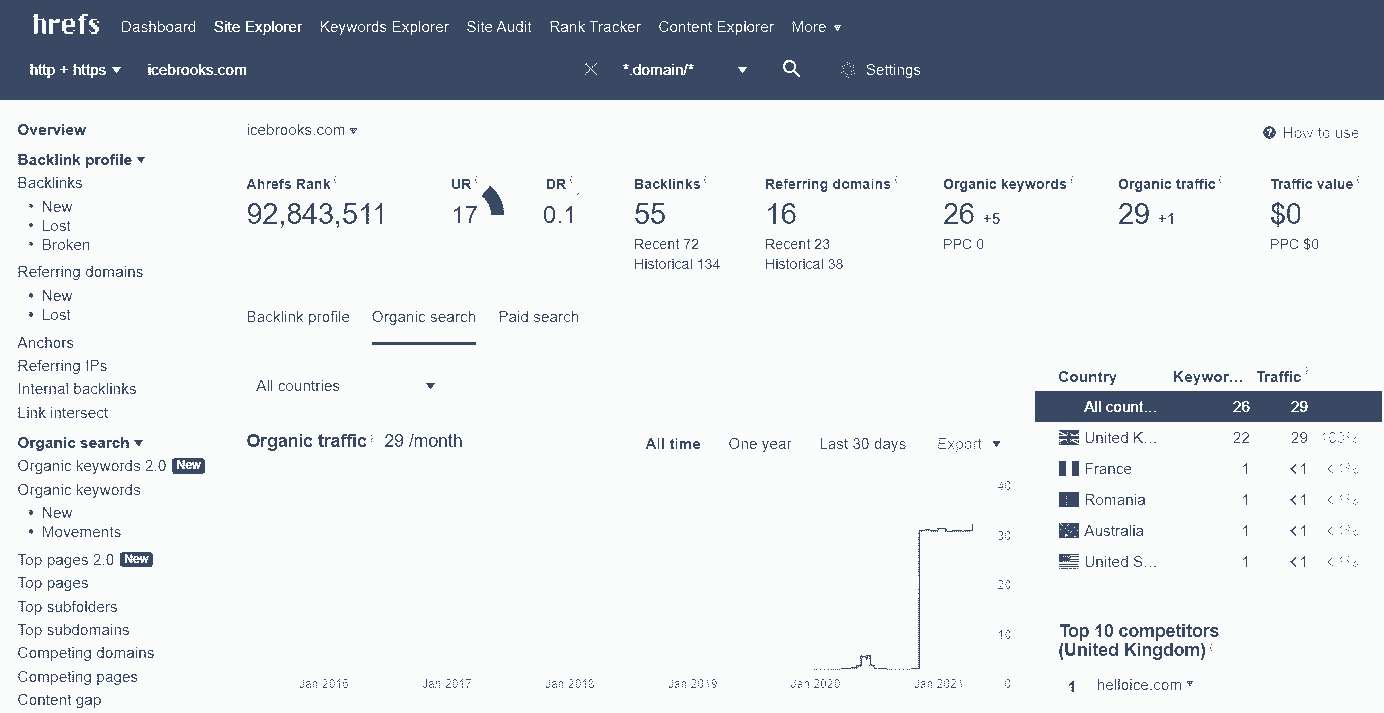 hrefs Dashboard Site Explorer Keywords Explorer Site Audit Rank Tracker Content Explorer More
http + https icebrooks.com *.domain/* Settings
Overview
Backlink profile
Backlinks
• New
• Lost
• Broken
Referring domains
• New
• Lost
Anchors
Referring IPs
Internal backlinks
Link intersect
Organic search
Organic keywords 2.0 New
Organic keywords
• New
• Movements
Top pages 2.0 New
Top pages
Top subfolders
Top subdomains
Competing domains
Competing pages
Content gap
icebrooks.com
How to use
Ahrefs Rank UR DR Backlinks Referring domains Organic keywords Organic traffic Traffic value
92,843,511 17 0.1 55 16 26 +5 29 +1 $0
Recent 72 Recent 23 PPC 0 PPC $0
Historical 134 Historical 38
Backlink profile Organic search Paid search
All countries
Organic traffic 29 /month All time One year Last 30 days Export
40
30
20
10
0
Jan 2016 Jan 2017 Jan 2018 Jan 2019 Jan 2020 Jan 2021
Country Keywor... Traffic
All count... 26 29
United K... 22 29 100%
France 1 <1 <1%
Romania 1 <1 <1%
Australia 1 <1 <1%
United S... 1 <1 <1%
Top 10 competitors
(United Kingdom)
1 helloice.com